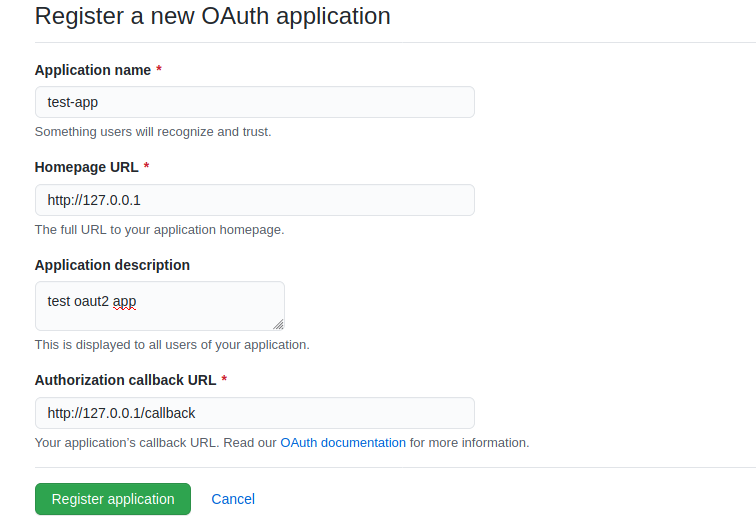 Register a new OAuth application
Application name *
test-app
Something users will recognize and trust.
Homepage URL *
http://127.0.0.1
The full URL to your application homepage.
Application description
test oaut2 app
This is displayed to all users of your application.
Authorization callback URL *
http://127.0.0.1/callback
Your application's callback URL. Read our OAuth documentation for more information.
Register application Cancel